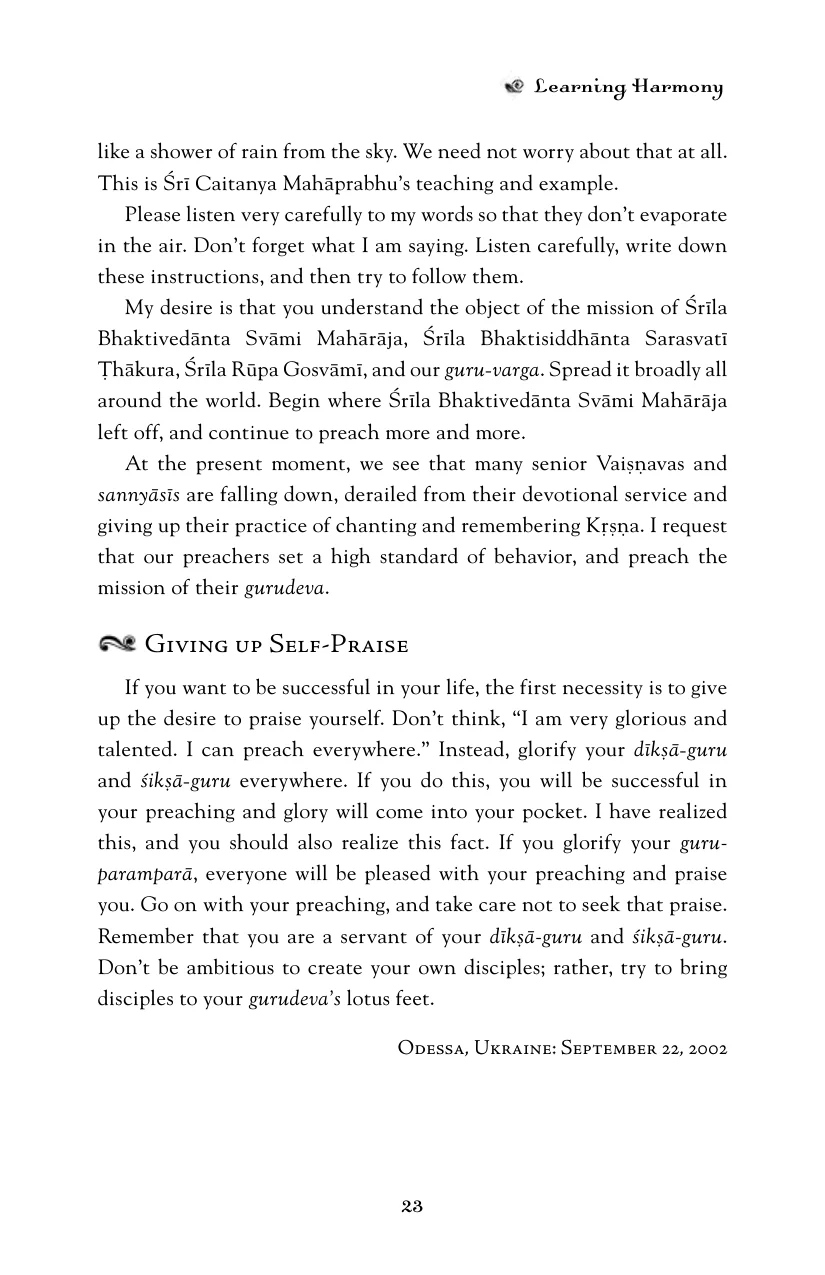 Learning Harmony
like a shower of rain from the sky. We need not worry about that at all.
This is Śrī Caitanya Mahāprabhu’s teaching and example.
Please listen very carefully to my words so that they don’t evaporate
in the air. Don’t forget what I am saying. Listen carefully, write down
these instructions, and then try to follow them.
My desire is that you understand the object of the mission of Śrīla
Bhaktivedānta Svāmi Mahārāja, Śrīla Bhaktisiddhānta Sarasvatī
Ṭhākura, Śrīla Rūpa Gosvāmī, and our guru-varga. Spread it broadly all
around the world. Begin where Śrīla Bhaktivedānta Svāmi Mahārāja
left off, and continue to preach more and more.
At the present moment, we see that many senior Vaiṣṇavas and
sannyāsīs are falling down, derailed from their devotional service and
giving up their practice of chanting and remembering Kṛṣṇa. I request
that our preachers set a high standard of behavior, and preach the
mission of their gurudeva.
Giving up Self-Praise
If you want to be successful in your life, the first necessity is to give
up the desire to praise yourself. Don’t think, “I am very glorious and
talented. I can preach everywhere.” Instead, glorify your dīkṣā-guru
and śikṣā-guru everywhere. If you do this, you will be successful in
your preaching and glory will come into your pocket. I have realized
this, and you should also realize this fact. If you glorify your guru-
paramparā, everyone will be pleased with your preaching and praise
you. Go on with your preaching, and take care not to seek that praise.
Remember that you are a servant of your dīkṣā-guru and śikṣā-guru.
Don’t be ambitious to create your own disciples; rather, try to bring
disciples to your gurudeva’s lotus feet.
Odessa, Ukraine: September 22, 2002
23